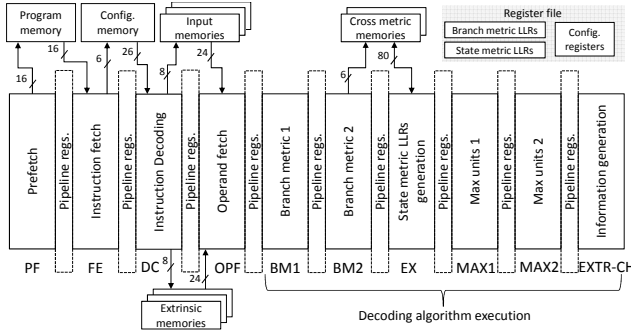 Program
memory
Config.
memory
Input
memories
Cross metric
memories
Register file
Branch metric LLRs
State metric LLRs
Config.
registers
16
16
6
26
8
24
6
80
Prefetch
Pipeline regs.
Instruction fetch
Pipeline regs.
Instruction Decoding
Pipeline regs.
Operand fetch
Pipeline regs.
Branch metric 1
Pipeline regs.
Branch metric 2
Pipeline regs.
State metric LLRs
generation
Pipeline regs.
Max units 1
Pipeline regs.
Max units 2
Pipeline regs.
Information generation
PF
FE
DC
OPF
BM1
BM2
EX
MAX1
MAX2
EXTR-CH
8
24
Extrinsic
memories
Decoding algorithm execution